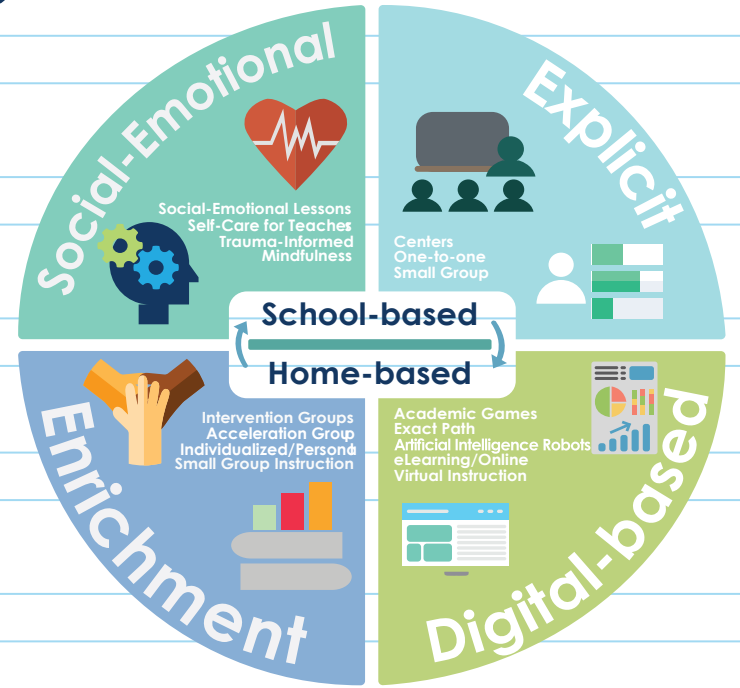 Social-Emotional
Social-Emotional Lessons
Self-Care for Teachers
Trauma-Informed
Mindfulness
Explicit
Centers
One-to-one
Small Group
School-based
Home-based
Enrichment
Intervention Groups
Acceleration Group
Individualized/Personal
Small Group Instruction
Digital-based
Academic Games
Exact Path
Artificial Intelligence Robots
eLearning/Online
Virtual Instruction